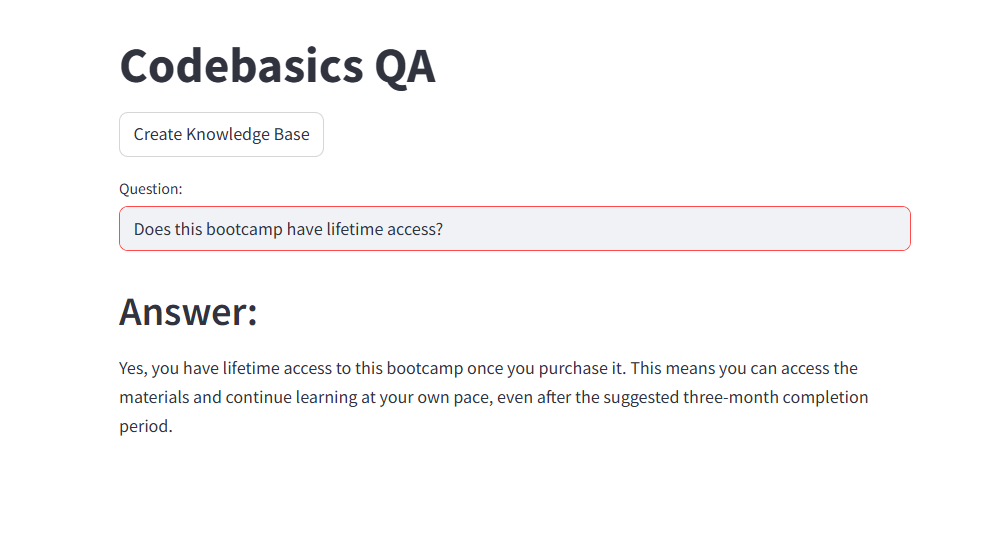 Codebasics QA
Create Knowledge Base
Question:
Does this bootcamp have lifetime access?
Answer:
Yes, you have lifetime access to this bootcamp once you purchase it. This means you can access the
materials and continue learning at your own pace, even after the suggested three-month completion
period.